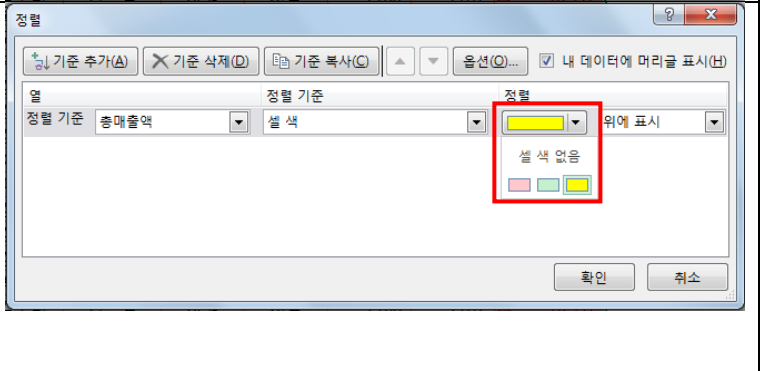 정렬
기준 추가(A) 기준 삭제(D) 기준 복사(C) 옵션(O)... 내 데이터에 머리글 표시(H)
열 정렬 기준 정렬
정렬 기준 총매출액 셀 색 위에 표시
셀 색 없음
확인 취소